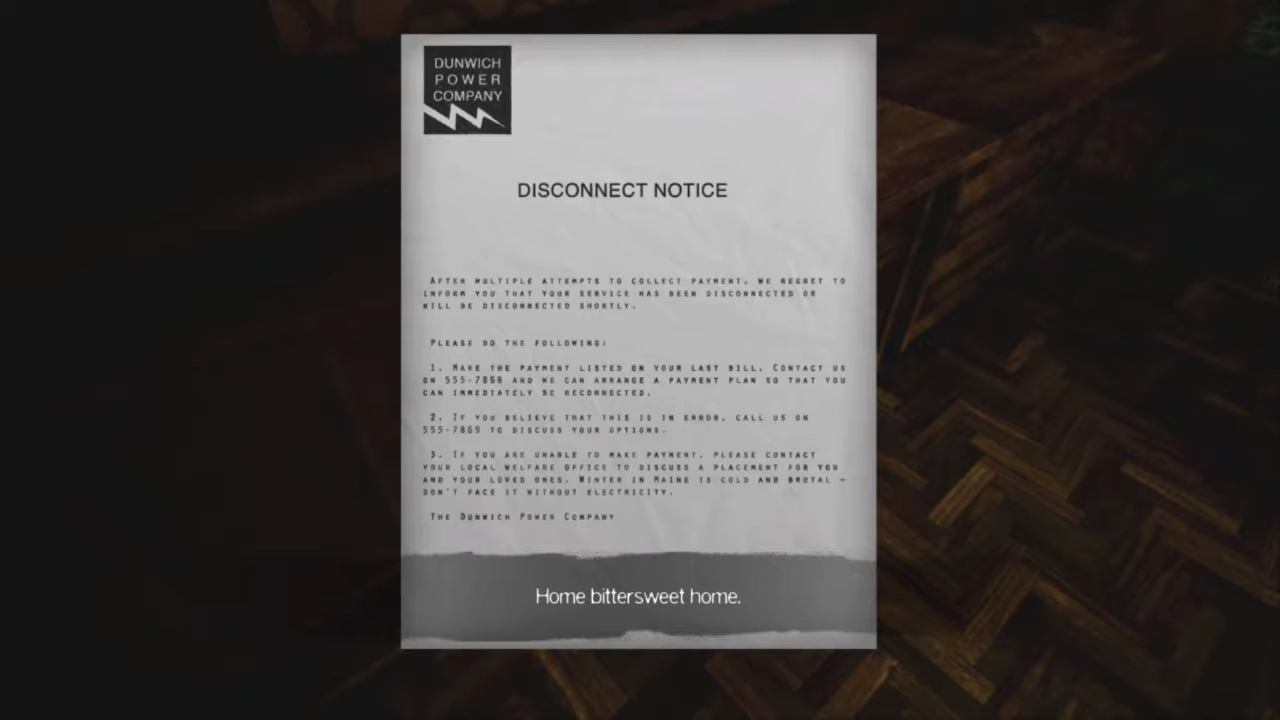 DUNWICH
POWER
COMPANY
DISCONNECT NOTICE
After multiple attempts to collect payment, we regret to
inform you that your service has been disconnected or
will be disconnected shortly.
Please do the following:
1. Make the payment listed on your last bill. Contact us
on 555-7868 and we can arrange a payment plan so that you
can immediately be reconnected.
2. If you believe that this is in error, call us on
555-7869 to discuss your options.
3. If you are unable to make payment, please contact
your local welfare office to discuss a placement for you
and your loved ones. Winter in Maine is cold and brutal –
don't face it without electricity.
The Dunwich Power Company
Home bittersweet home.